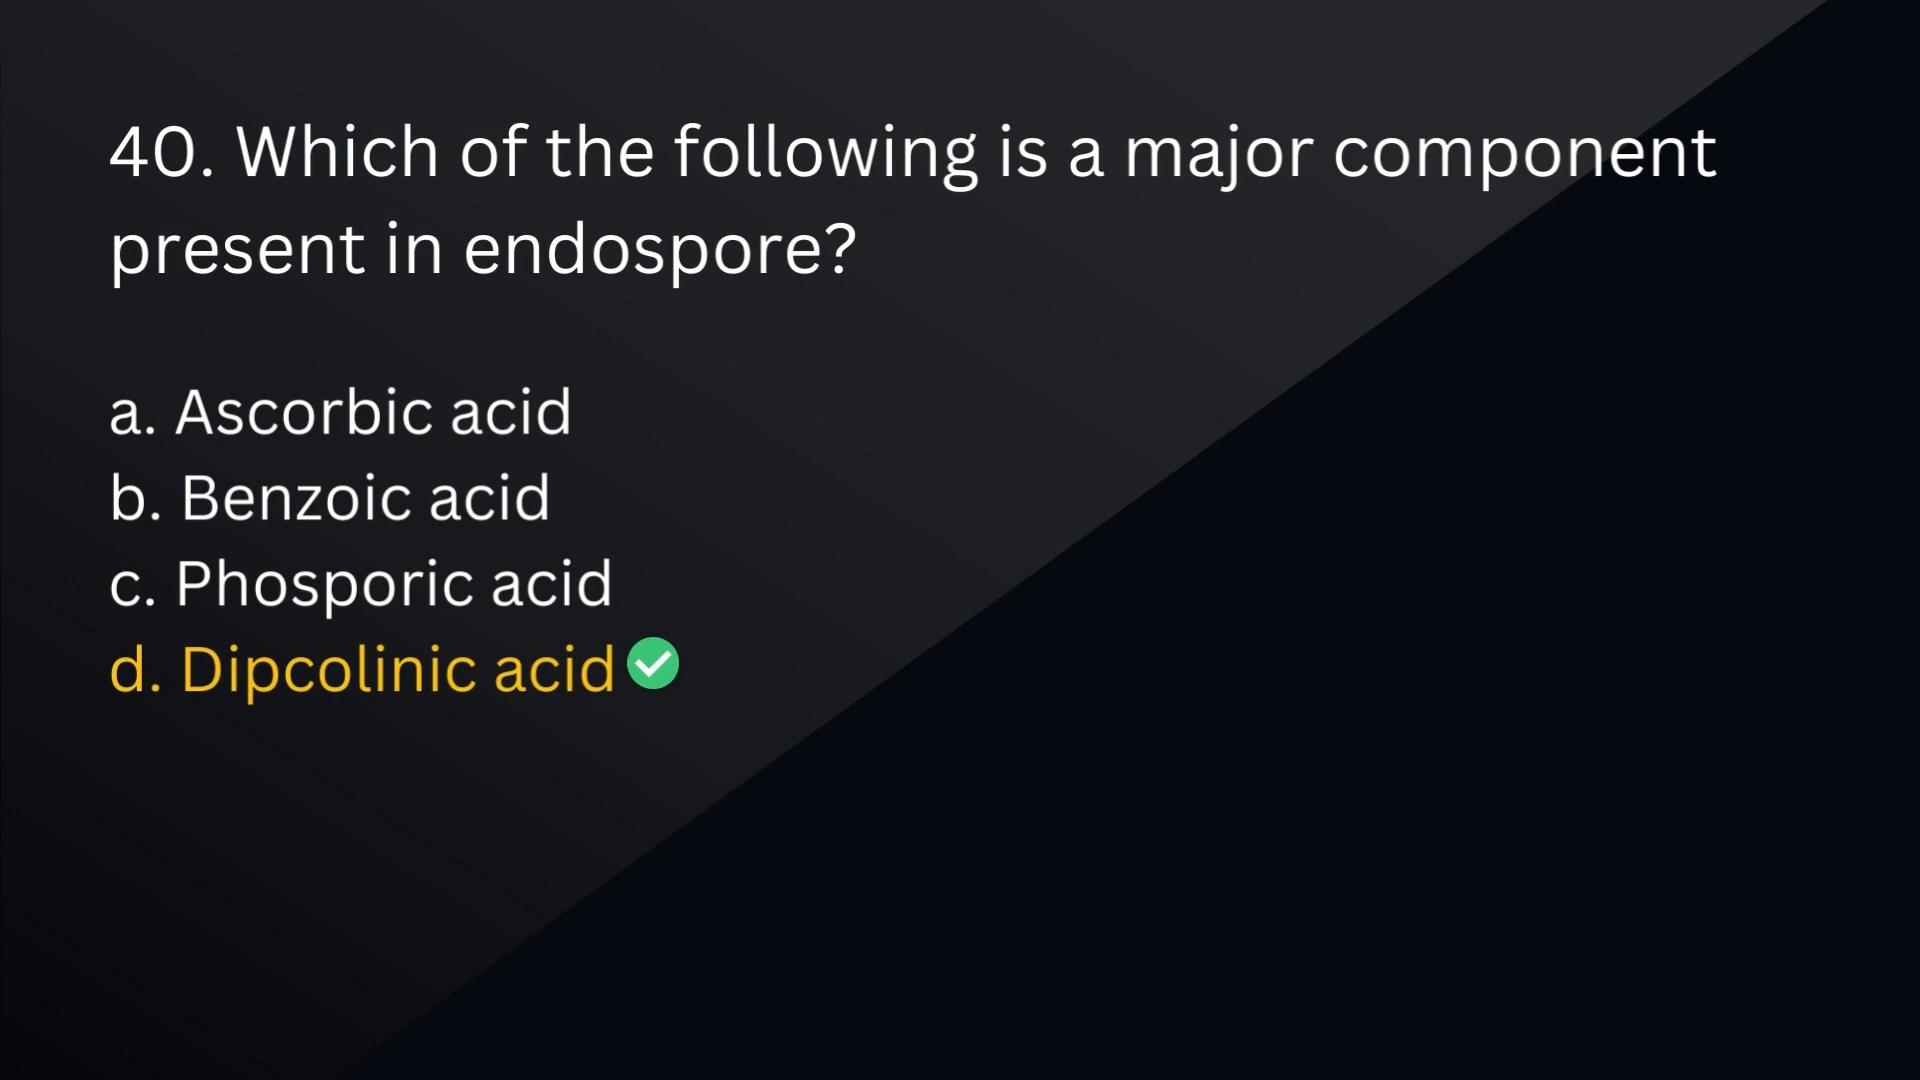 40. Which of the following is a major component
present in endospore?
a. Ascorbic acid
b. Benzoic acid
c. Phosporic acid
d. Dipcolinic acid